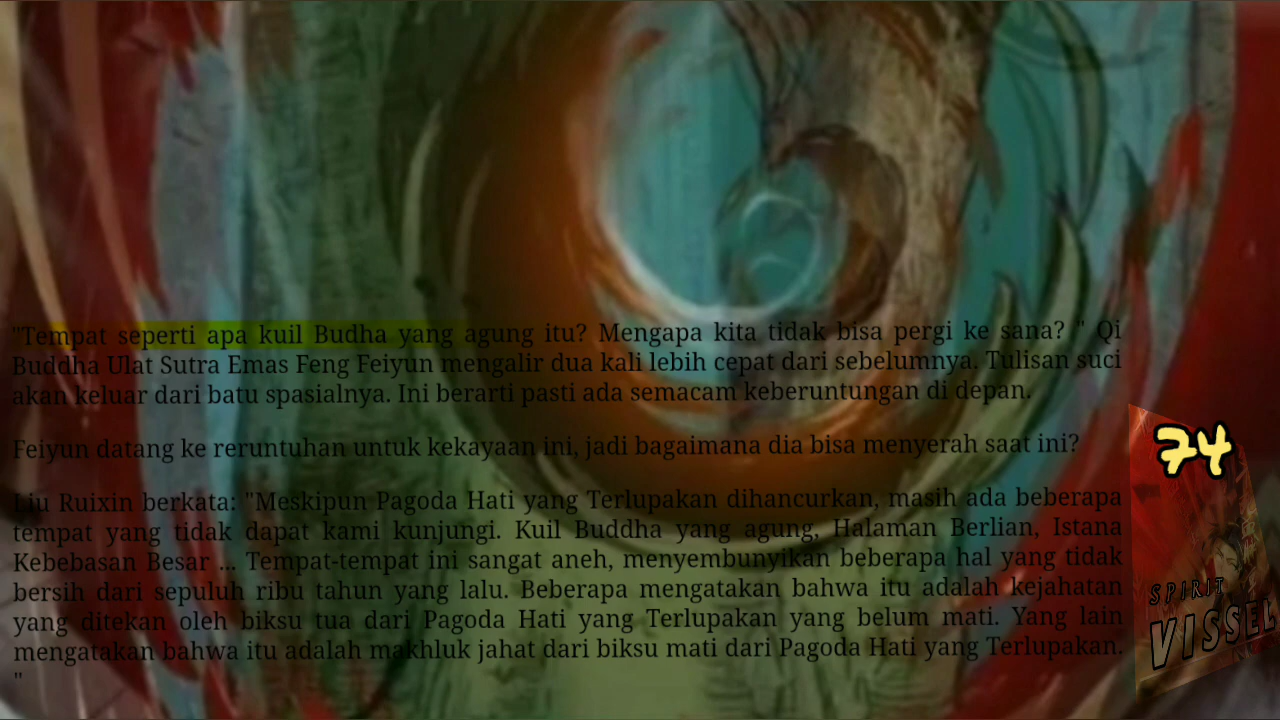 "Tempat seperti apa kuil Budha yang agung itu? Mengapa kita tidak bisa pergi ke sana? " Qi
Buddha Ulat Sutra Emas Feng Feiyun mengalir dua kali lebih cepat dari sebelumnya. Tulisan suci
akan keluar dari batu spasialnya. Ini berarti pasti ada semacam keberuntungan di depan.
Feiyun datang ke reruntuhan untuk kekayaan ini, jadi bagaimana dia bisa menyerah saat ini?
Liu Ruixin berkata: "Meskipun Pagoda Hati yang Terlupakan dihancurkan, masih ada beberapa
tempat yang tidak dapat kami kunjungi. Kuil Buddha yang agung, Halaman Berlian, Istana
Kebebasan Besar ... Tempat-tempat ini sangat aneh, menyembunyikan beberapa hal yang tidak
bersih dari sepuluh ribu tahun yang lalu. Beberapa mengatakan bahwa itu adalah kejahatan
yang ditekan oleh biksu tua dari Pagoda Hati yang Terlupakan yang belum mati. Yang lain
mengatakan bahwa itu adalah makhluk jahat dari biksu mati dari Pagoda Hati yang Terlupakan.
"
74
SPIRIT
VISSEL